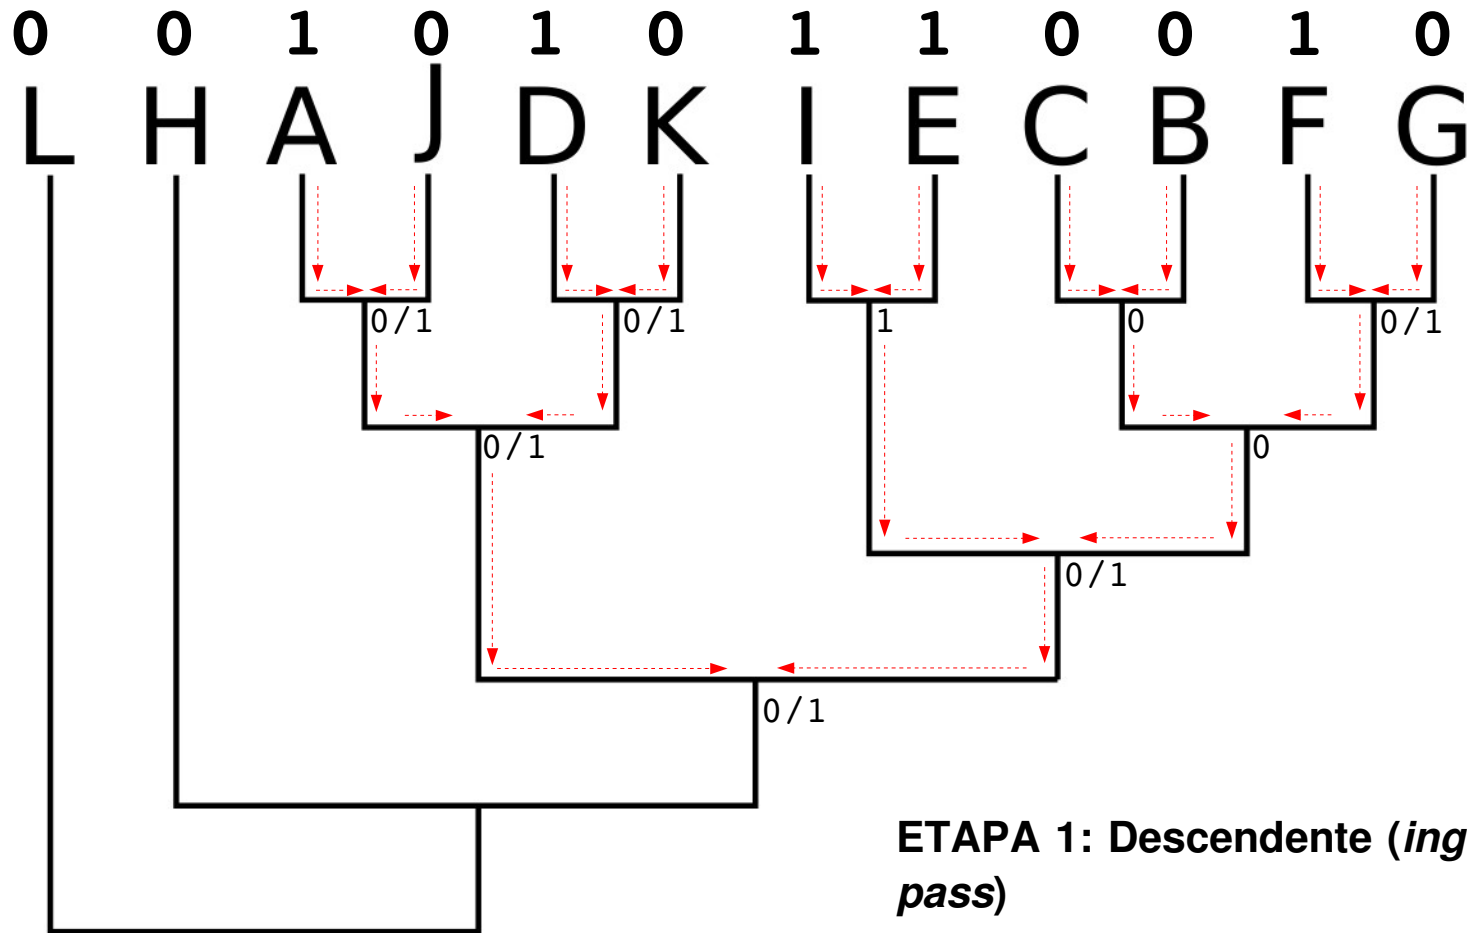 0 0 1 0 1 0 1 1 0 0 1 0
L H A J D K I E C B F G
0/1 0/1 1 0 0/1
0/1 0
0/1
0/1
ETAPA 1: Descendente (ing
pass)